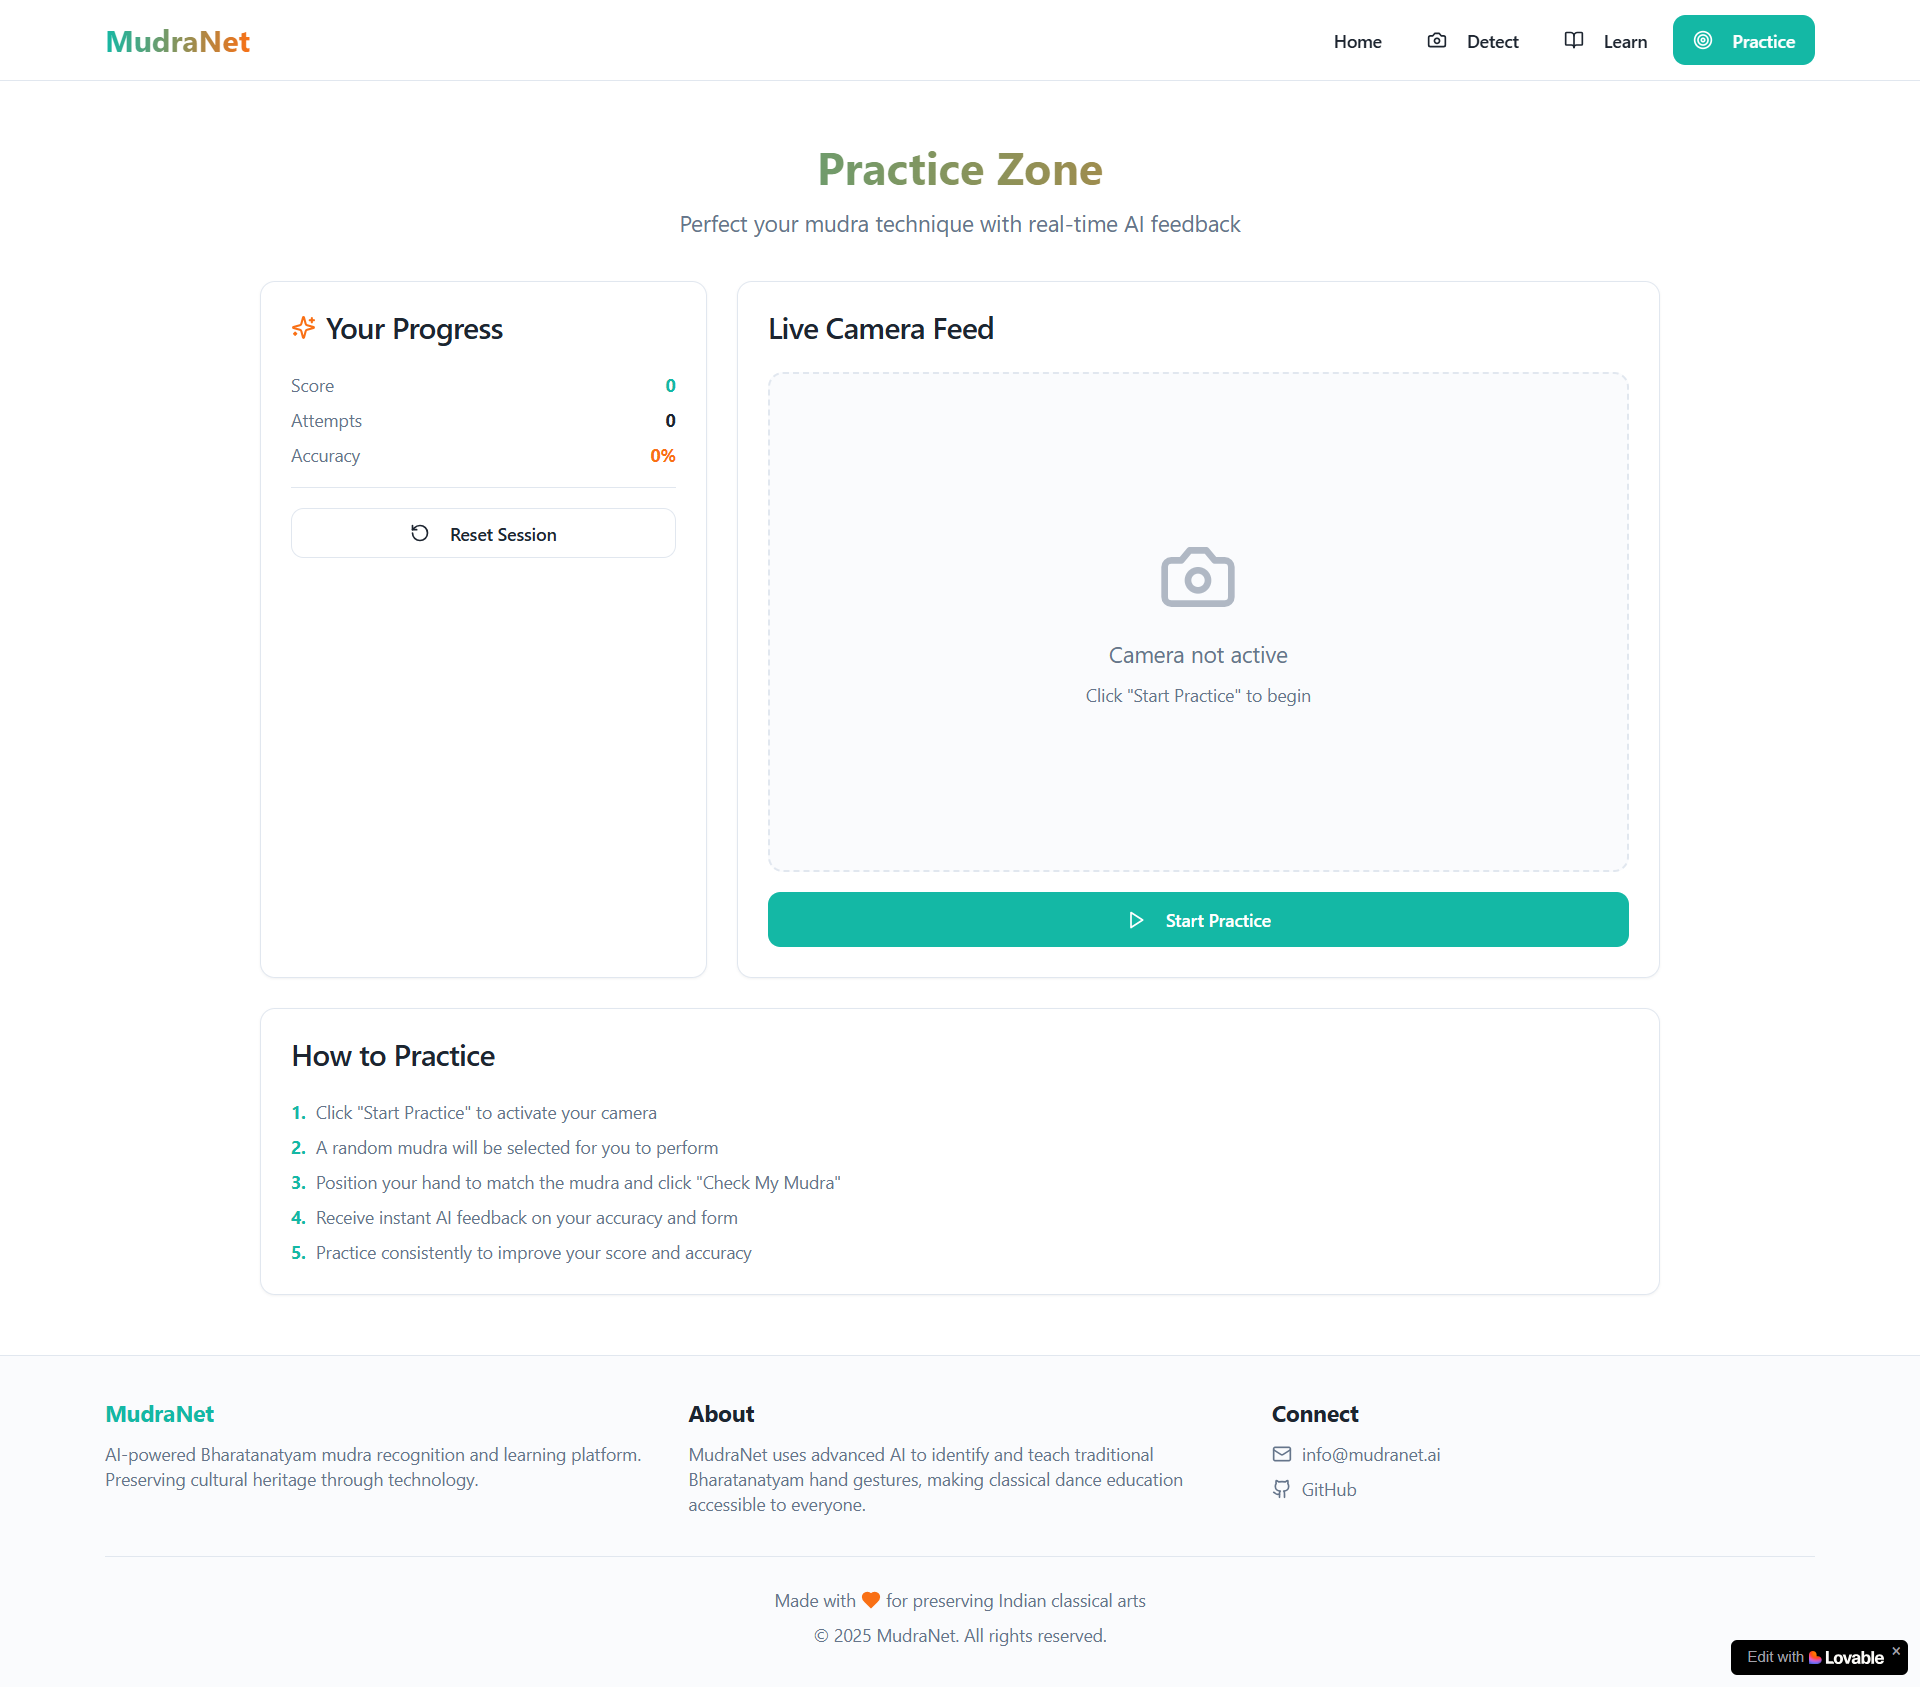 MudraNet
Home
Detect
Learn
Practice
Practice Zone
Perfect your mudra technique with real-time AI feedback
Your Progress
Score 0
Attempts 0
Accuracy 0%
Reset Session
Live Camera Feed
Camera not active
Click "Start Practice" to begin
Start Practice
How to Practice
1. Click "Start Practice" to activate your camera
2. A random mudra will be selected for you to perform
3. Position your hand to match the mudra and click "Check My Mudra"
4. Receive instant AI feedback on your accuracy and form
5. Practice consistently to improve your score and accuracy
MudraNet
AI-powered Bharatanatyam mudra recognition and learning platform.
Preserving cultural heritage through technology.
About
MudraNet uses advanced AI to identify and teach traditional
Bharatanatyam hand gestures, making classical dance education
accessible to everyone.
Connect
info@mudranet.ai
GitHub
Made with 🧡 for preserving Indian classical arts
© 2025 MudraNet. All rights reserved.
Edit with Lovable ×